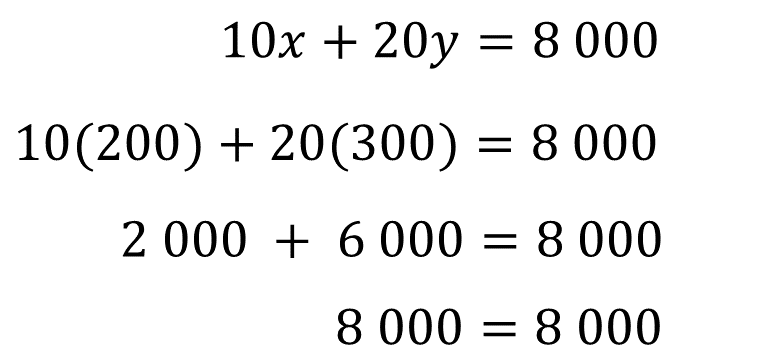 10x + 20y = 8 000
10(200) + 20(300) = 8 000
2 000 + 6 000 = 8 000
8 000 = 8 000